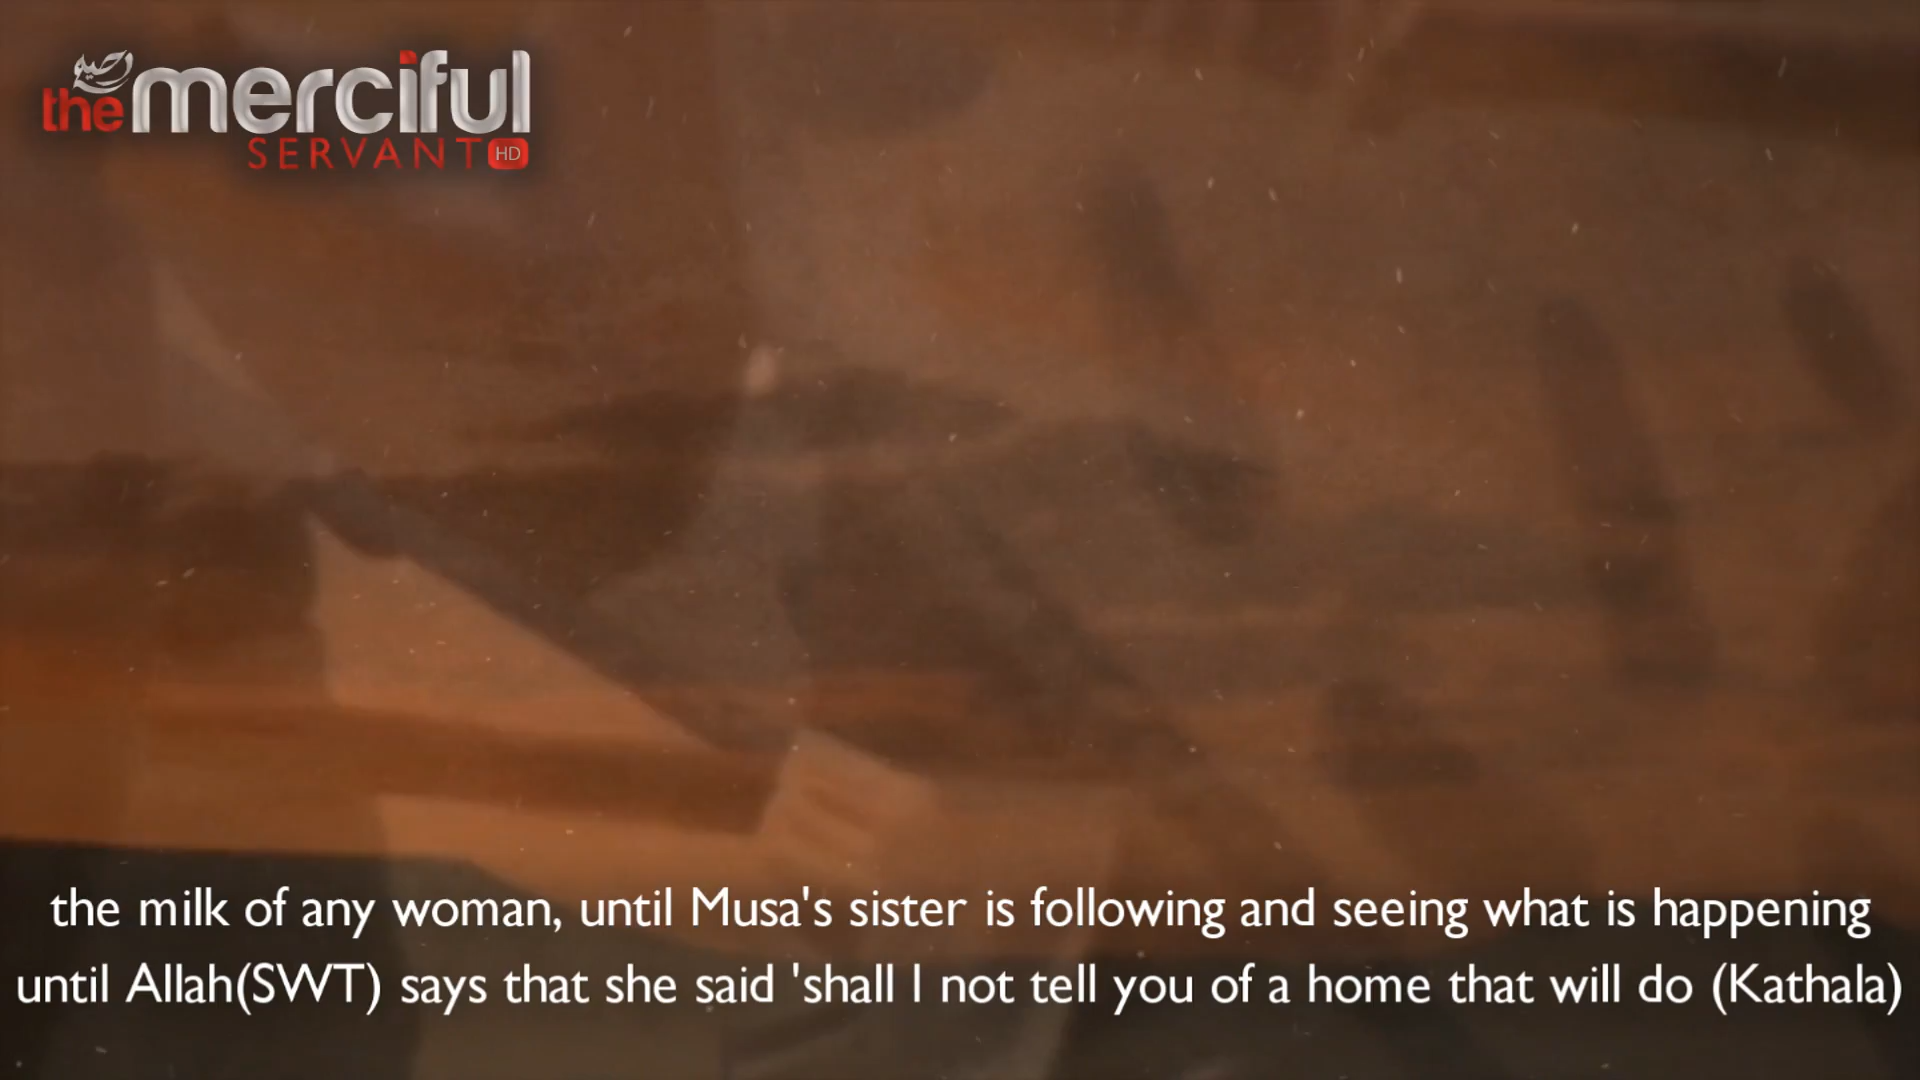 رحيم
the merciful
SERVANT HD
the milk of any woman, until Musa's sister is following and seeing what is happening
until Allah(SWT) says that she said 'shall I not tell you of a home that will do (Kathala)